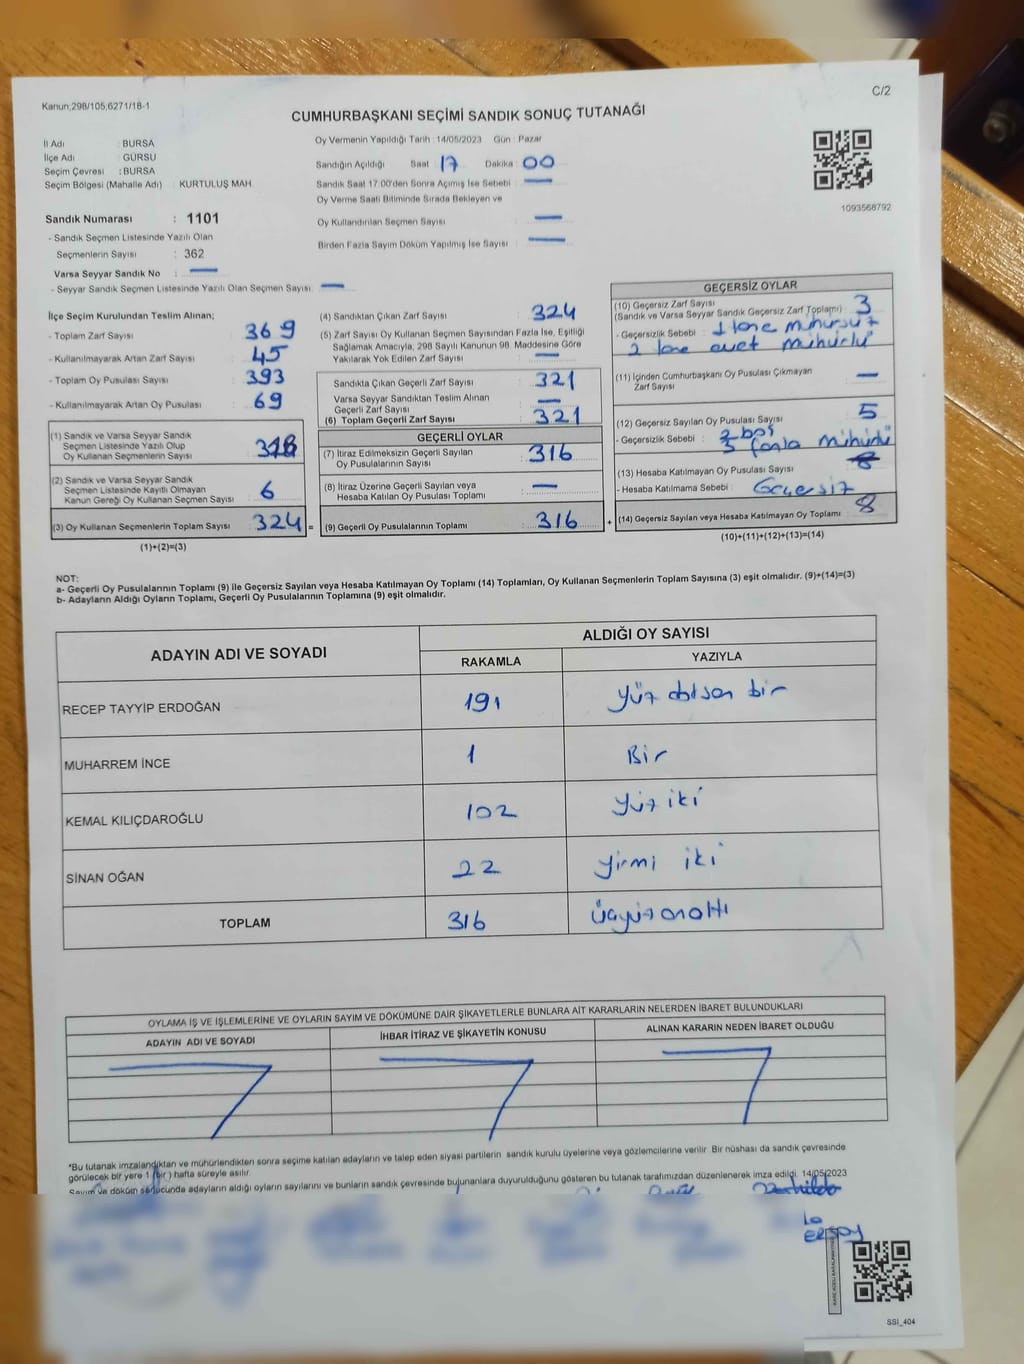 Kanun;298/105,6271/18-1
C/2
CUMHURBAŞKANI SEÇİMİ SANDIK SONUÇ TUTANAĞI
İl Adı : BURSA
İlçe Adı : GÜRSU
Seçim Çevresi : BURSA
Seçim Bölgesi (Mahalle Adı) : KURTULUŞ MAH.
Sandık Numarası : 1101
- Sandık Seçmen Listesinde Yazılı Olan
Seçmenlerin Sayısı : 362
Varsa Seyyar Sandık No : —
- Seyyar Sandık Seçmen Listesinde Yazılı Olan Seçmen Sayısı : —
Oy Vermenin Yapıldığı Tarih : 14/05/2023 Gün : Pazar
Sandığın Açıldığı Saat 17 Dakika 00
Sandık Saat 17:00'den Sonra Açımış İse Sebebi : —
Oy Verme Saati Bitiminde Sırada Bekleyen ve
Oy Kullandırılan Seçmen Sayısı : —
Birden Fazla Sayım Döküm Yapılmış İse Sayısı : —
1093568792
İlçe Seçim Kurulundan Teslim Alınan;
- Toplam Zarf Sayısı : 369
- Kullanılmayarak Artan Zarf Sayısı : 45
- Toplam Oy Pusulası Sayısı : 393
- Kullanılmayarak Artan Oy Pusulası : 69
(1) Sandık ve Varsa Seyyar Sandık
Seçmen Listesinde Yazılı Olup
Oy Kullanan Seçmenlerin Sayısı : 318
(2) Sandık ve Varsa Seyyar Sandık
Seçmen Listesinde Kayıtlı Olmayan
Kanun Gereği Oy Kullanan Seçmen Sayısı : 6
(3) Oy Kullanan Seçmenlerin Toplam Sayısı : 324 =
(1)+(2)=(3)
(4) Sandıktan Çıkan Zarf Sayısı : 324
(5) Zarf Sayısı Oy Kullanan Seçmen Sayısından Fazla İse, Eşitliği
Sağlanak Amacıyla, 298 Sayılı Kanunun 98. Maddesine Göre
Yakılarak Yok Edilen Zarf Sayısı : —
Sandıkta Çıkan Geçerli Zarf Sayısı : 321
Varsa Seyyar Sandıktan Teslim Alınan
Geçerli Zarf Sayısı : —
(6) Toplam Geçerli Zarf Sayısı : 321
GEÇERLİ OYLAR
(7) İtiraz Edilmeksizin Geçerli Sayılan
Oy Pusulalarının Sayısı : 316
(8) İtiraz Üzerine Geçerli Sayılan veya
Hesaba Katılan Oy Pusulası Toplamı : —
(9) Geçerli Oy Pusulalarının Toplamı : 316 +
GEÇERSİZ OYLAR
(10) Geçersiz Zarf Sayısı
(Sandık ve Varsa Seyyar Sandık Geçersiz Zarf Toplamı) : 3
- Geçersizlik Sebebi : 1 tane mühürsüz
2 tane evet mühürlü
(11) İçinden Cumhurbaşkanı Oy Pusulası Çıkmayan
Zarf Sayısı : —
(12) Geçersiz Sayılan Oy Pusulası Sayısı : 5
- Geçersizlik Sebebi : 2 boş
3 fazla mühürlü
(13) Hesaba Katılmayan Oy Pusulası Sayısı
- Hesaba Katılmama Sebebi : Geçersiz
(14) Geçersiz Sayılan veya Hesaba Katılmayan Oy Toplamı : 8
(10)+(11)+(12)+(13)=(14)
NOT:
a- Geçerli Oy Pusulalarının Toplamı (9) ile Geçersiz Sayılan veya Hesaba Katılmayan Oy Toplamı (14) Toplamları, Oy Kullanan Seçmenlerin Toplam Sayısına (3) eşit olmalıdır. (9)+(14)=(3)
b- Adayların Aldığı Oyların Toplamı, Geçerli Oy Pusulalarının Toplamına (9) eşit olmalıdır.
ADAYIN ADI VE SOYADI ALDIĞI OY SAYISI
RAKAMLA YAZIYLA
RECEP TAYYİP ERDOĞAN 191 Yüz doksan bir
MUHARREM İNCE 1 Bir
KEMAL KILIÇDAROĞLU 102 Yüz iki
SİNAN OĞAN 22 Yirmi iki
TOPLAM 316 Üçyüz onaltı
OYLAMA İŞ VE İŞLEMLERİNE VE OYLARIN SAYIM VE DÖKÜMÜNE DAİR ŞİKAYETLERLE BUNLARA AİT KARARLARIN NELERDEN İBARET BULUNDUKLARI
ADAYIN ADI VE SOYADI İHBAR İTİRAZ VE ŞİKAYETİN KONUSU ALINAN KARARIN NEDEN İBARET OLDUĞU
*Bu tutanak imzalandıktan ve mühürlendikten sonra seçime katılan adayların ve talep eden siyasi partilerin sandık kurulu üyelerine veya gözlemcilerine verilir. Bir nüshası da sandık çevresinde
görülecek bir yere 1 (bir) hafta süreyle asılır.
Sayım ve döküm sonucunda adayların aldığı oyların sayılarını ve bunların sandık çevresinde bulunanlara duyurulduğunu gösteren bu tutanak tarafımızdan düzenlenerek imza edildi. 14/05/2023
ERSOY
SSI_404